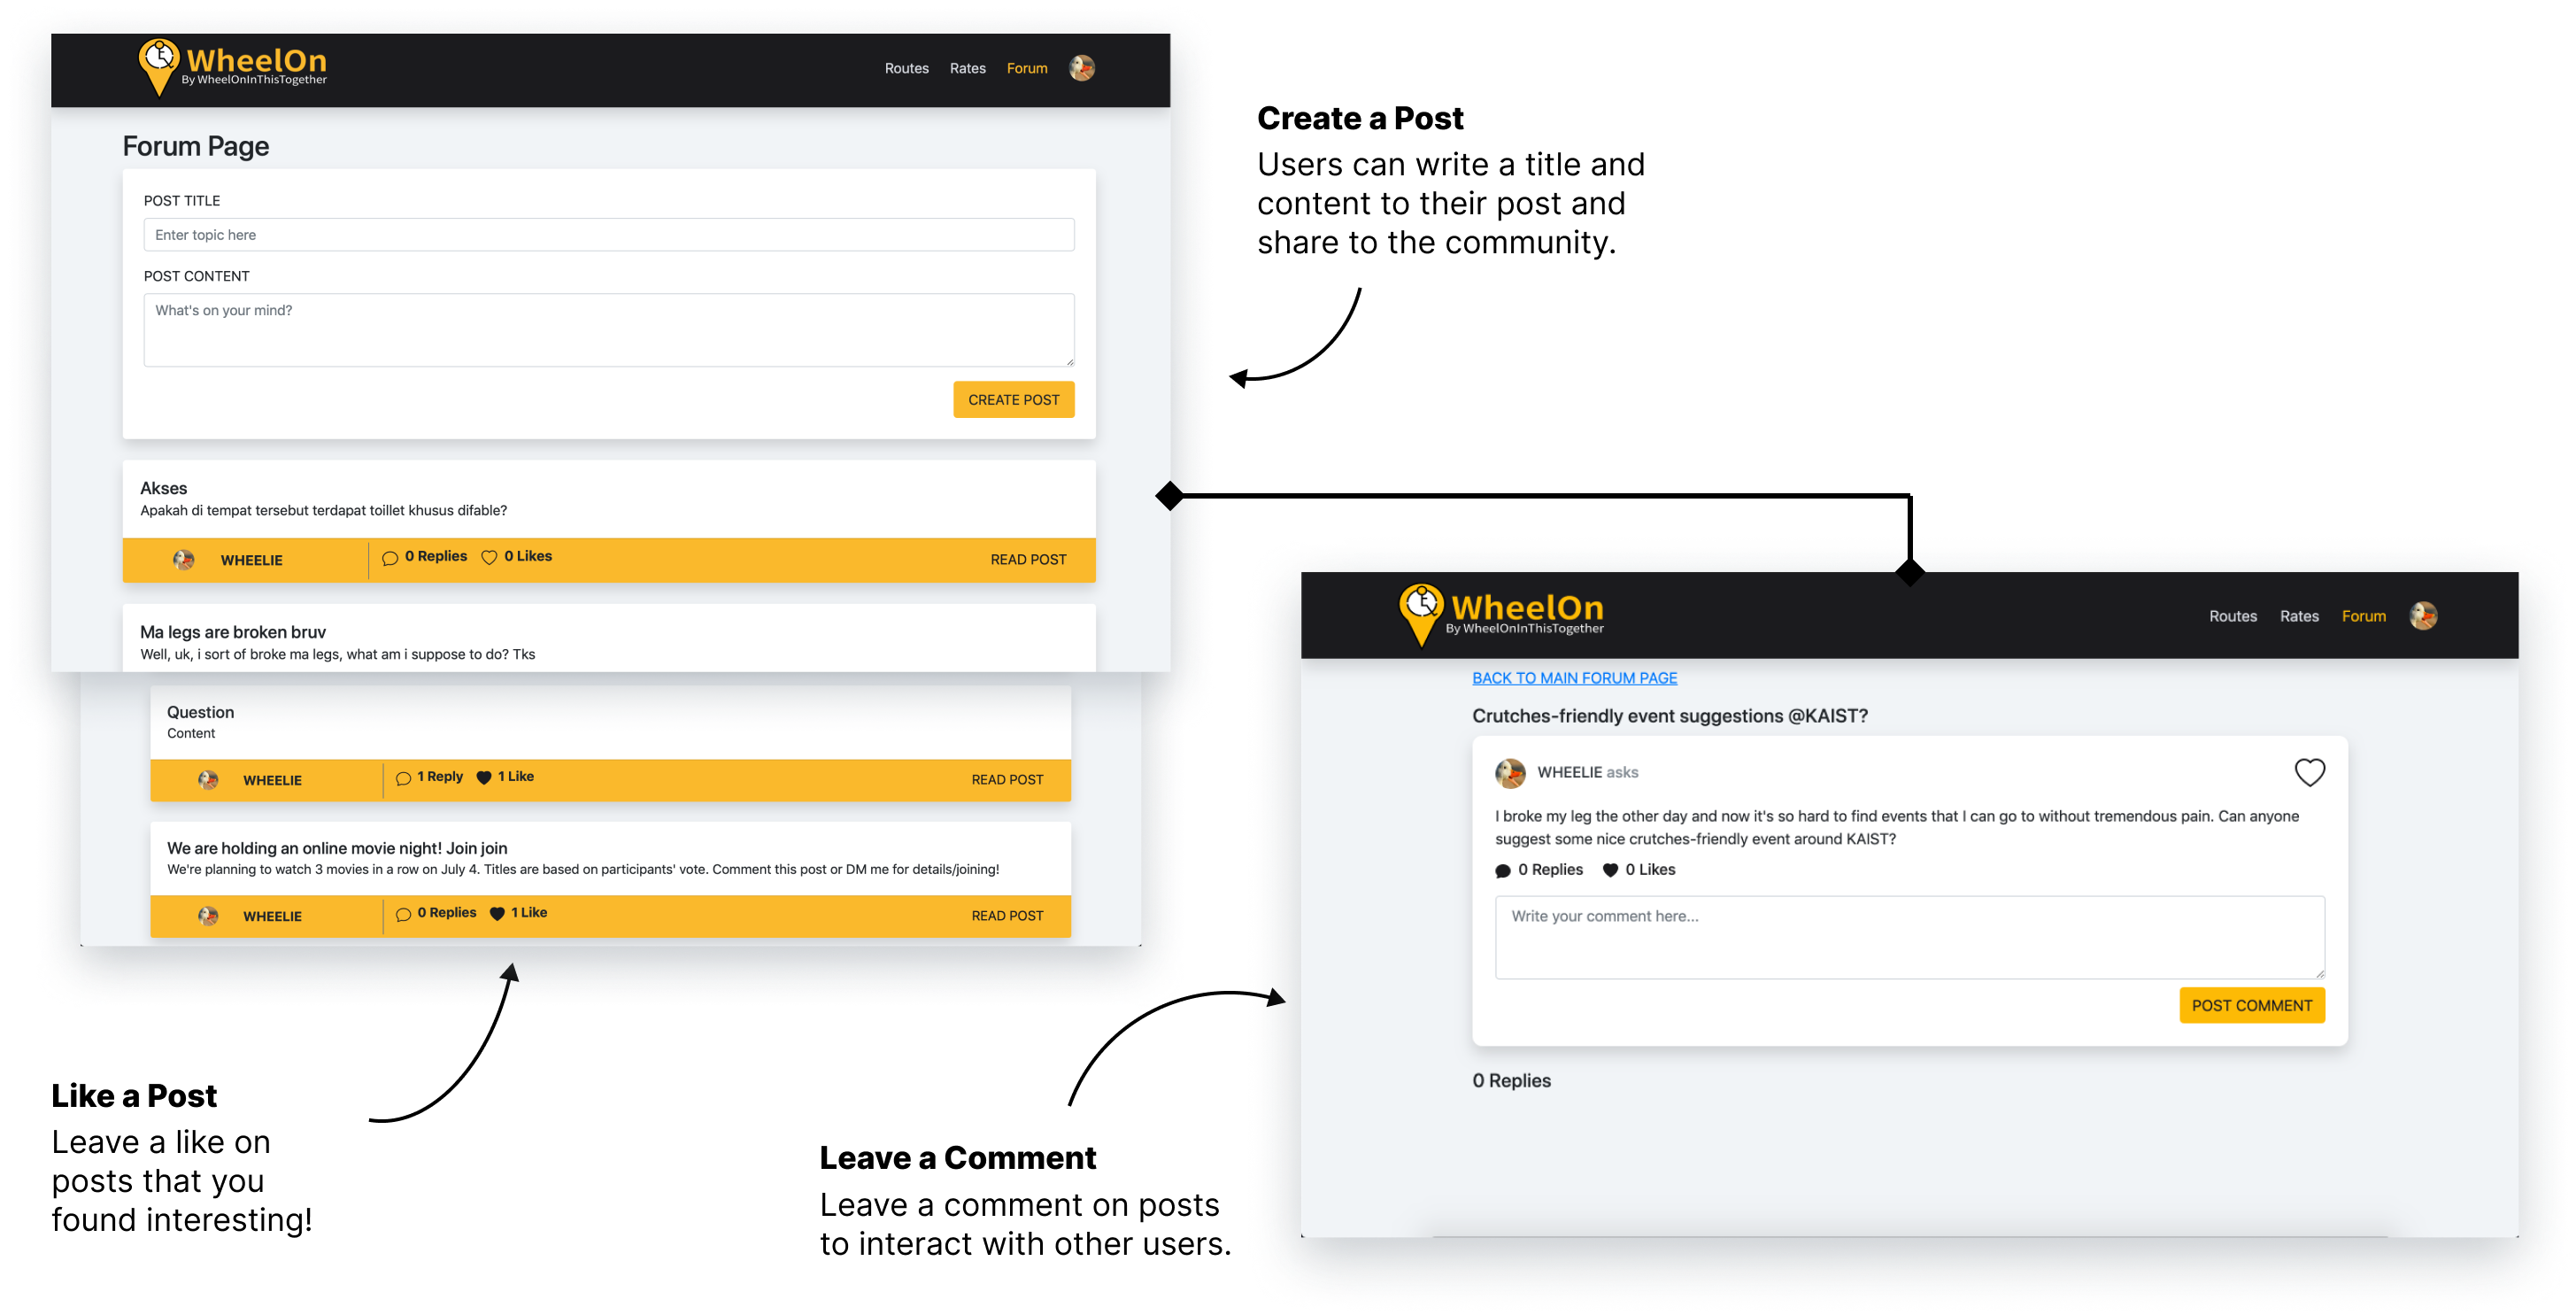 WheelOn
By WheelOnInThisTogether
Routes Rates Forum
Forum Page
POST TITLE
Enter topic here
POST CONTENT
What's on your mind?
CREATE POST
Akses
Apakah di tempat tersebut terdapat toillet khusus difable?
WHEELIE 0 Replies 0 Likes READ POST
Ma legs are broken bruv
Well, uk, i sort of broke ma legs, what am i suppose to do? Tks
Question
Content
WHEELIE 1 Reply 1 Like READ POST
We are holding an online movie night! Join join
We're planning to watch 3 movies in a row on July 4. Titles are based on participants' vote. Comment this post or DM me for details/joining!
WHEELIE 0 Replies 1 Like READ POST
Create a Post
Users can write a title and
content to their post and
share to the community.
Like a Post
Leave a like on
posts that you
found interesting!
Leave a Comment
Leave a comment on posts
to interact with other users.
WheelOn
By WheelOnInThisTogether
Routes Rates Forum
BACK TO MAIN FORUM PAGE
Crutches-friendly event suggestions @KAIST?
WHEELIE asks
I broke my leg the other day and now it's so hard to find events that I can go to without tremendous pain. Can anyone
suggest some nice crutches-friendly event around KAIST?
0 Replies 0 Likes
Write your comment here...
POST COMMENT
0 Replies